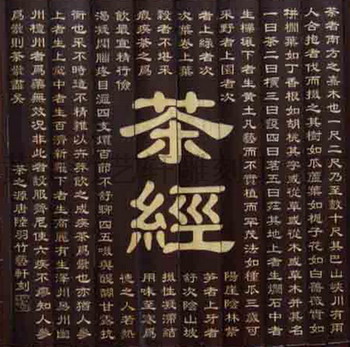 茶者南方之嘉木也一尺二尺乃至數十尺其巴山峽川有兩
人合抱者伐而掇之其樹如瓜蘆葉如梔子花如白薔薇實如
栟櫚葉如丁香根如胡桃其字或從草或從木或草木并其名
一曰茶二曰檟三曰蔎四曰茗五曰荈其地上者生爛石中者
生櫟壤下者生黃土凡藝而不實植而罕茂法如種瓜三歲可
采野者上園者次陽崖陰林紫
者上綠者次笋者上牙者
次葉卷上葉舒次陰山坡
穀者不堪采掇性凝滯結
瘕疾茶之爲用味至寒爲
飲最宜精行儉德之人若熱
渴凝悶腦疼目澀四支煩百節不舒聊四五啜與醍醐甘露抗
衡也采不時造不精雜以卉莽飲之成疾茶爲累也亦猶人參
上者生上黨中者生百濟新羅下者生高麗有生澤州易州幽
州檀州者爲藥無效况非此者設服薺苨使六疾不瘳知人參
爲累則茶累盡矣
茶之源唐陸羽竹藝軒刻
茶經